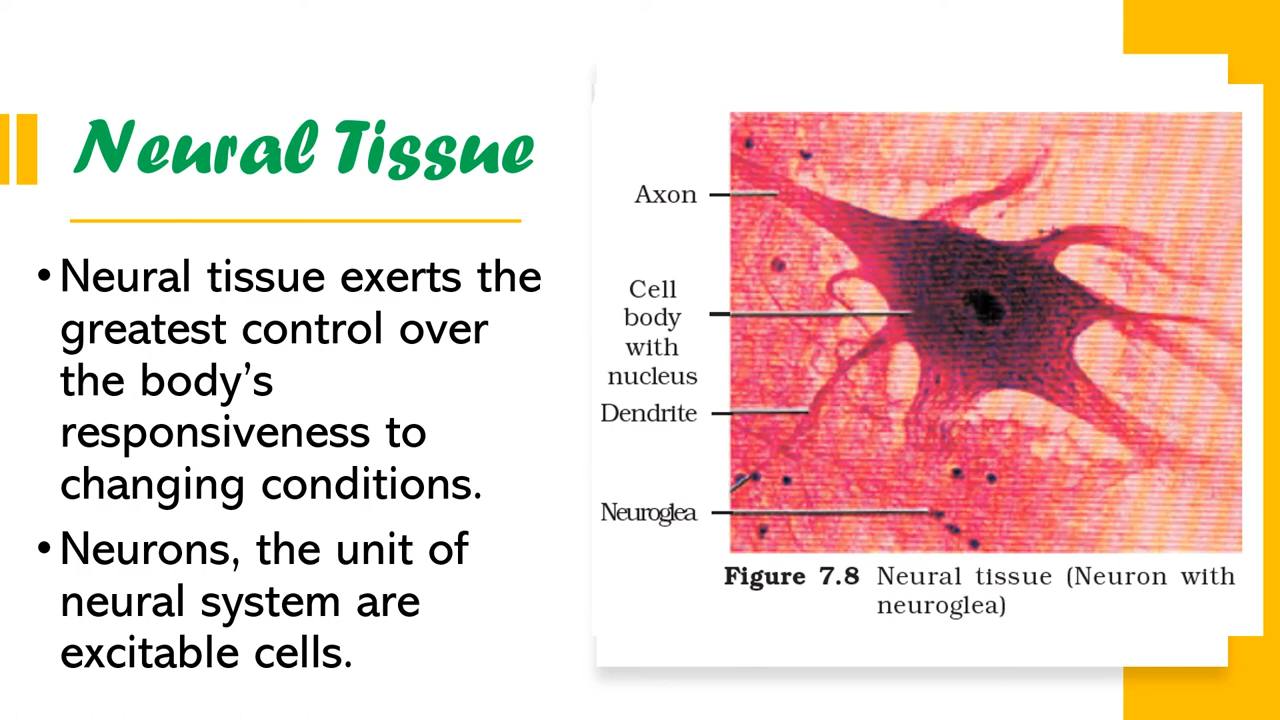 Neural Tissue
• Neural tissue exerts the
greatest control over
the body’s
responsiveness to
changing conditions.
• Neurons, the unit of
neural system are
excitable cells.
Axon
Cell
body
with
nucleus
Dendrite
Neuroglea
Figure 7.8 Neural tissue (Neuron with
neuroglea)